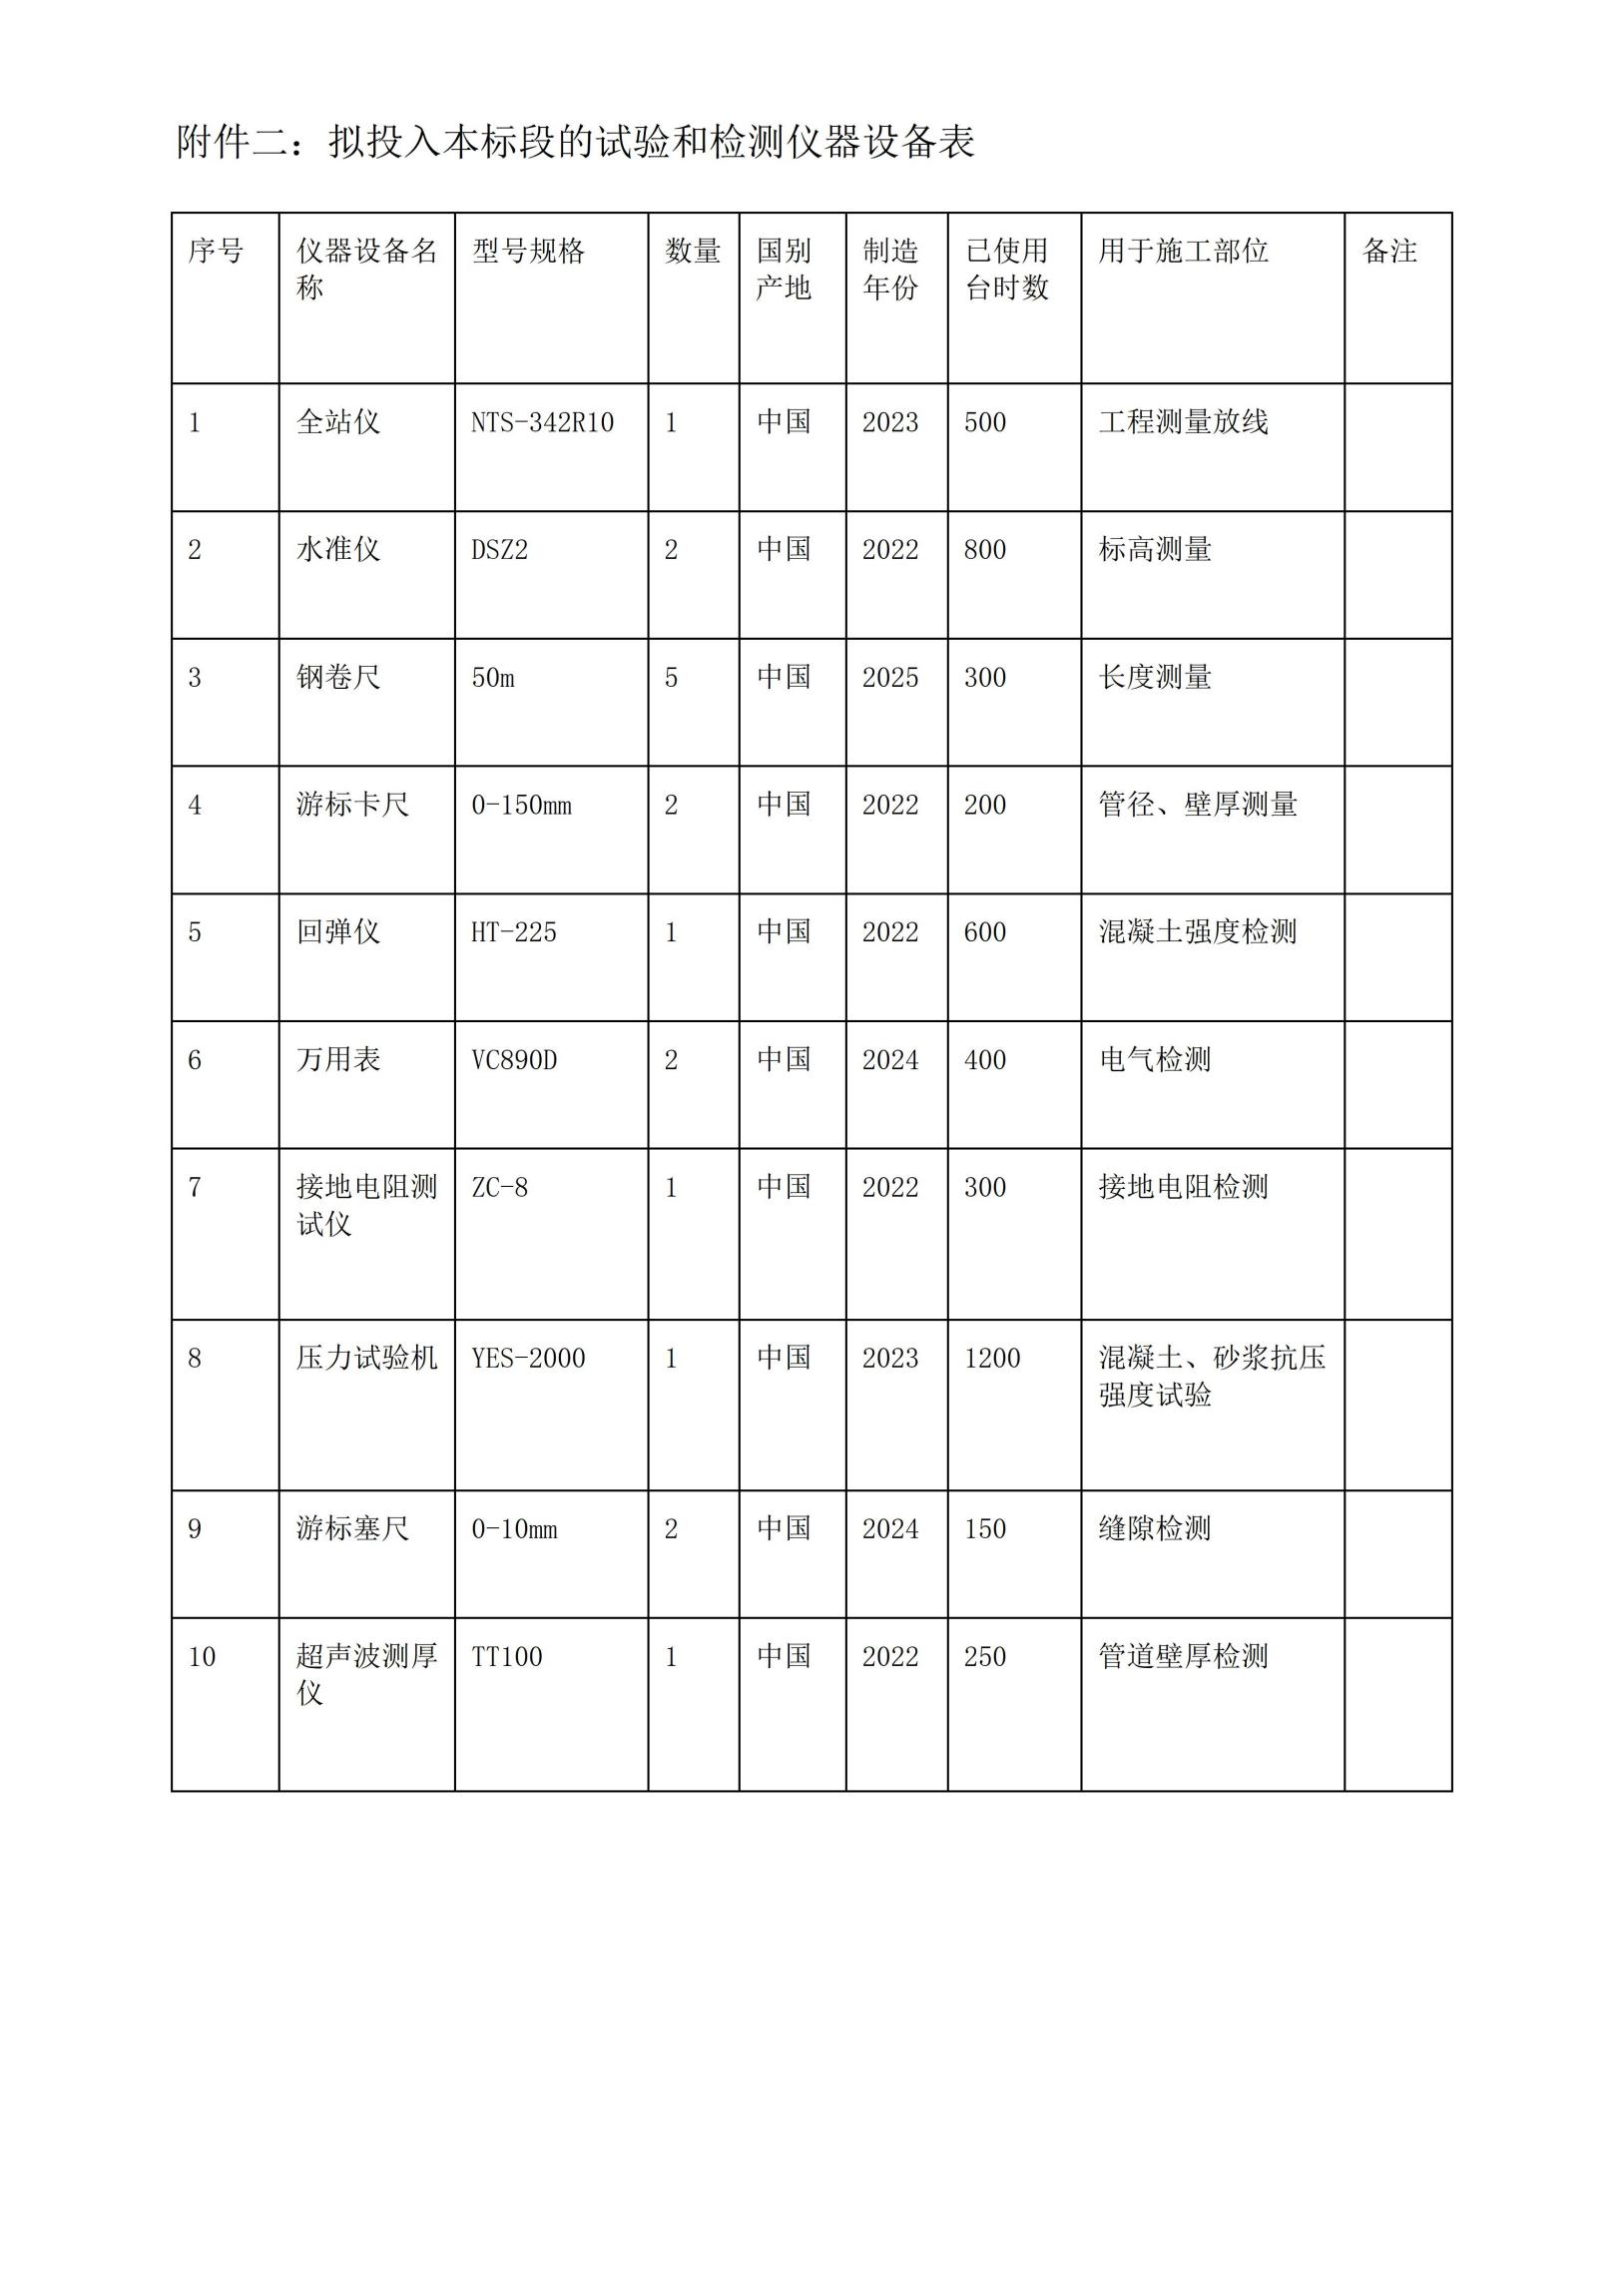 附件二：拟投入本标段的试验和检测仪器设备表
序号 仪器设备名称 型号规格 数量 国别产地 制造年份 已使用台时数 用于施工部位 备注
1 全站仪 NTS-342R10 1 中国 2023 500 工程测量放线
2 水准仪 DSZ2 2 中国 2022 800 标高测量
3 钢卷尺 50m 5 中国 2025 300 长度测量
4 游标卡尺 0-150mm 2 中国 2022 200 管径、壁厚测量
5 回弹仪 HT-225 1 中国 2022 600 混凝土强度检测
6 万用表 VC890D 2 中国 2024 400 电气检测
7 接地电阻测试仪 ZC-8 1 中国 2022 300 接地电阻检测
8 压力试验机 YES-2000 1 中国 2023 1200 混凝土、砂浆抗压强度试验
9 游标塞尺 0-10mm 2 中国 2024 150 缝隙检测
10 超声波测厚仪 TT100 1 中国 2022 250 管道壁厚检测